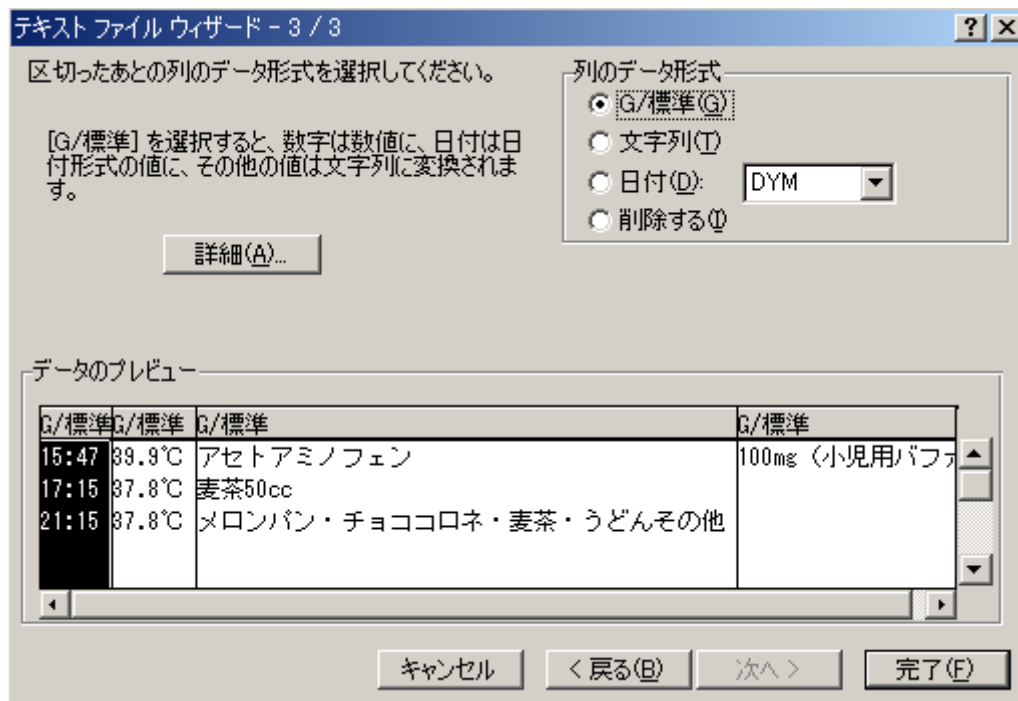 テキスト ファイル ウィザード - 3 / 3
区切ったあとの列のデータ形式を選択してください。
[G/標準] を選択すると、数字は数値に、日付は日
付形式の値に、その他の値は文字列に変換されま
す。
詳細(A)...
列のデータ形式
G/標準(G)
文字列(T)
日付(D): DYM
削除する(I)
データのプレビュー
G/標準 G/標準 G/標準 G/標準
15:47 39.9℃ アセトアミノフェン 100mg (小児用バファ
17:15 37.8℃ 麦茶50cc
21:15 37.8℃ メロンパン・チョココロネ・麦茶・うどんその他
キャンセル < 戻る(B) 次へ > 完了(F)